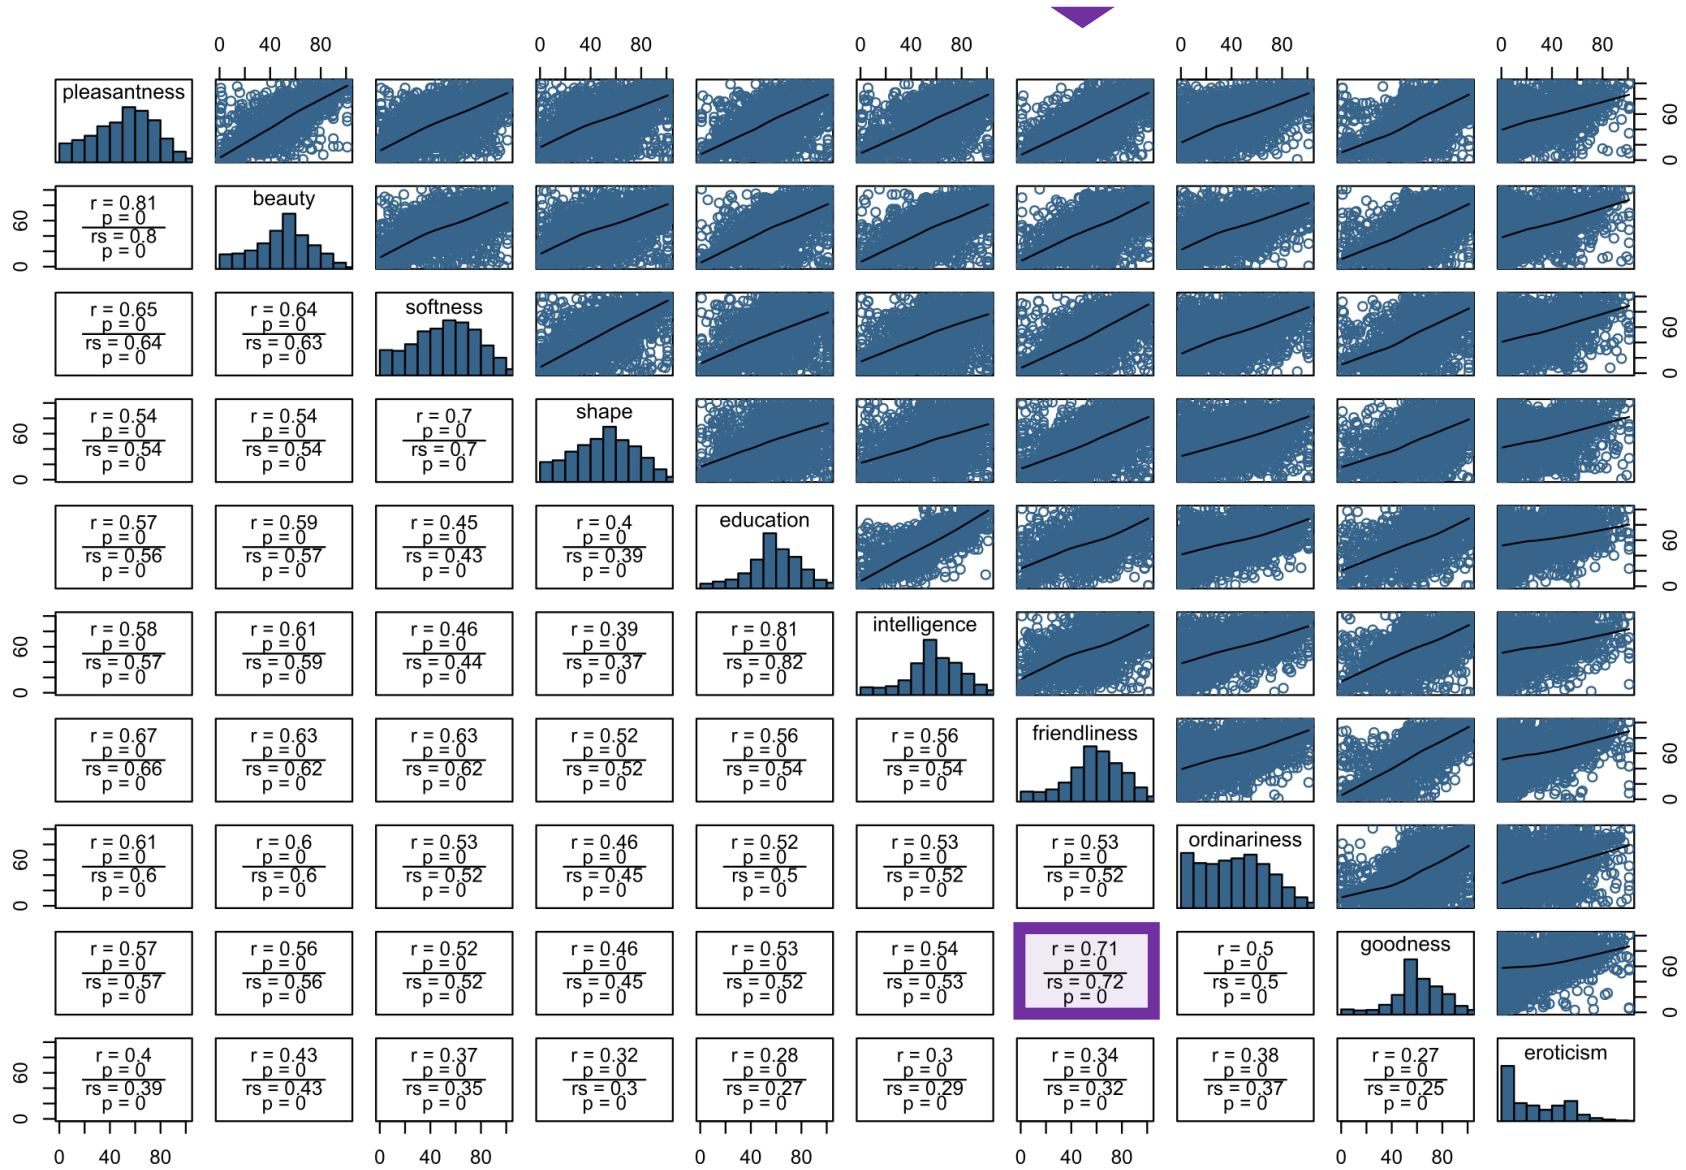 0 40 80 0 40 80 0 40 80 0 40 80 0 40 80
pleasantness
0 60
r = 0.81
p = 0
rs = 0.8
p = 0
beauty
0 60
r = 0.65
p = 0
rs = 0.64
p = 0
r = 0.64
p = 0
rs = 0.63
p = 0
softness
0 60
r = 0.54
p = 0
rs = 0.54
p = 0
r = 0.54
p = 0
rs = 0.54
p = 0
r = 0.7
p = 0
rs = 0.7
p = 0
shape
0 60
r = 0.57
p = 0
rs = 0.56
p = 0
r = 0.59
p = 0
rs = 0.57
p = 0
r = 0.45
p = 0
rs = 0.43
p = 0
r = 0.4
p = 0
rs = 0.39
p = 0
education
0 60
r = 0.58
p = 0
rs = 0.57
p = 0
r = 0.61
p = 0
rs = 0.59
p = 0
r = 0.46
p = 0
rs = 0.44
p = 0
r = 0.39
p = 0
rs = 0.37
p = 0
r = 0.81
p = 0
rs = 0.82
p = 0
intelligence
0 60
r = 0.67
p = 0
rs = 0.66
p = 0
r = 0.63
p = 0
rs = 0.62
p = 0
r = 0.63
p = 0
rs = 0.62
p = 0
r = 0.52
p = 0
rs = 0.52
p = 0
r = 0.56
p = 0
rs = 0.54
p = 0
r = 0.56
p = 0
rs = 0.54
p = 0
friendliness
0 60
r = 0.61
p = 0
rs = 0.6
p = 0
r = 0.6
p = 0
rs = 0.6
p = 0
r = 0.53
p = 0
rs = 0.52
p = 0
r = 0.46
p = 0
rs = 0.45
p = 0
r = 0.52
p = 0
rs = 0.5
p = 0
r = 0.53
p = 0
rs = 0.52
p = 0
r = 0.53
p = 0
rs = 0.52
p = 0
ordinariness
0 60
r = 0.57
p = 0
rs = 0.57
p = 0
r = 0.56
p = 0
rs = 0.56
p = 0
r = 0.52
p = 0
rs = 0.52
p = 0
r = 0.46
p = 0
rs = 0.45
p = 0
r = 0.53
p = 0
rs = 0.52
p = 0
r = 0.54
p = 0
rs = 0.53
p = 0
r = 0.71
p = 0
rs = 0.72
p = 0
r = 0.5
p = 0
rs = 0.5
p = 0
goodness
0 60
r = 0.4
p = 0
rs = 0.39
p = 0
r = 0.43
p = 0
rs = 0.43
p = 0
r = 0.37
p = 0
rs = 0.35
p = 0
r = 0.32
p = 0
rs = 0.3
p = 0
r = 0.28
p = 0
rs = 0.27
p = 0
r = 0.3
p = 0
rs = 0.29
p = 0
r = 0.34
p = 0
rs = 0.32
p = 0
r = 0.38
p = 0
rs = 0.37
p = 0
r = 0.27
p = 0
rs = 0.25
p = 0
eroticism
0 60
0 40 80 0 40 80 0 40 80 0 40 80 0 40 80